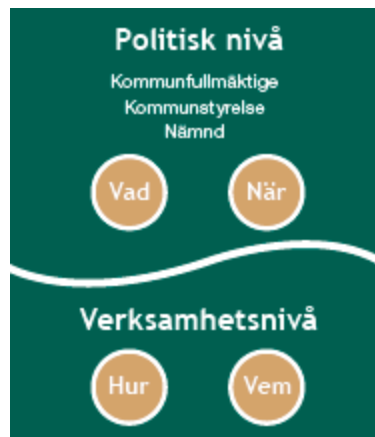 Politisk nivå
Kommunfullmäktige
Kommunstyrelse
Nämnd
Vad När
Verksamhetsnivå
Hur Vem